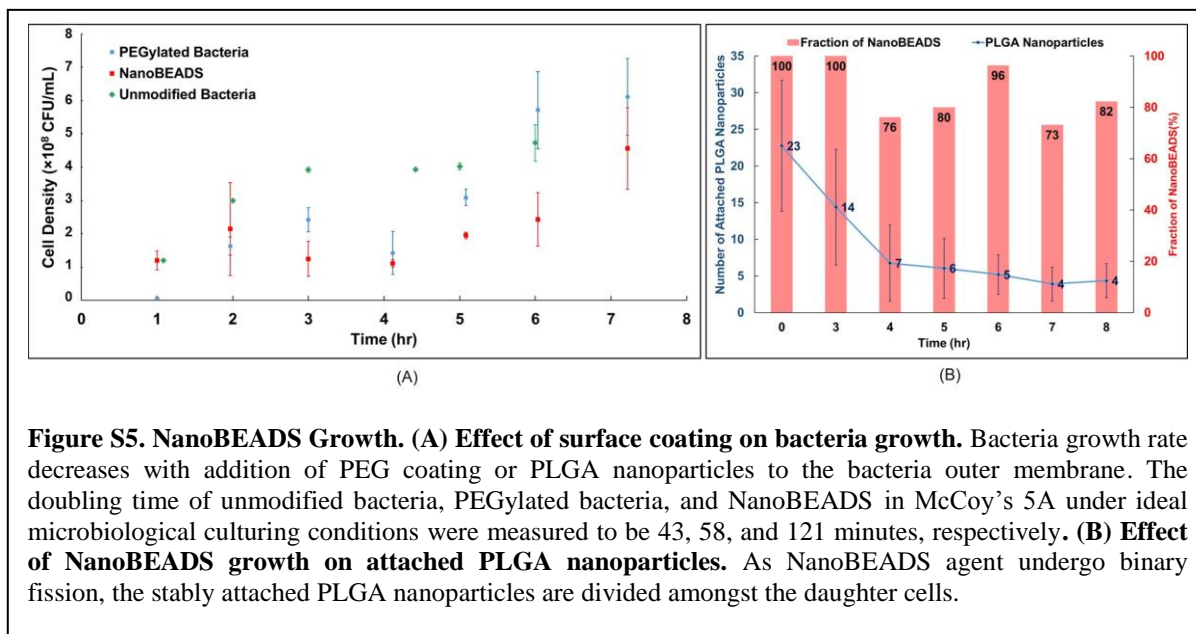 8
7
6
5
4
3
2
1
0
Cell Density (×10⁸ CFU/mL)
PEGylated Bacteria
NanoBEADS
Unmodified Bacteria
0 1 2 3 4 5 6 7 8
Time (hr)
(A)
Fraction of NanoBEADS PLGA Nanoparticles
35
30
25
20
15
10
5
0
Number of Attached PLGA Nanoparticles
100 100 76 80 96 73 82
23 14 7 6 5 4 4
100
80
60
40
20
0
Fraction of NanoBEADS(%)
0 3 4 5 6 7 8
Time (hr)
(B)
Figure S5. NanoBEADS Growth. (A) Effect of surface coating on bacteria growth. Bacteria growth rate
decreases with addition of PEG coating or PLGA nanoparticles to the bacteria outer membrane. The
doubling time of unmodified bacteria, PEGylated bacteria, and NanoBEADS in McCoy’s 5A under ideal
microbiological culturing conditions were measured to be 43, 58, and 121 minutes, respectively. (B) Effect
of NanoBEADS growth on attached PLGA nanoparticles. As NanoBEADS agent undergo binary
fission, the stably attached PLGA nanoparticles are divided amongst the daughter cells.